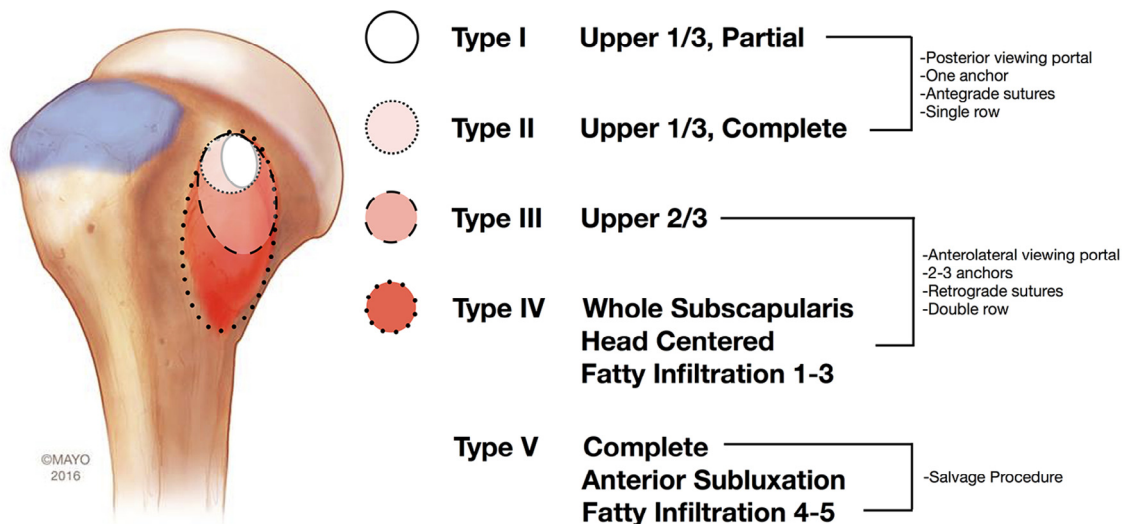 Type I Upper 1/3, Partial
-Posterior viewing portal
-One anchor
-Antegrade sutures
-Single row
Type II Upper 1/3, Complete
Type III Upper 2/3
-Anterolateral viewing portal
-2-3 anchors
-Retrograde sutures
-Double row
Type IV Whole Subscapularis
Head Centered
Fatty Infiltration 1-3
Type V Complete
Anterior Subluxation
Fatty Infiltration 4-5
-Salvage Procedure
©MAYO
2016